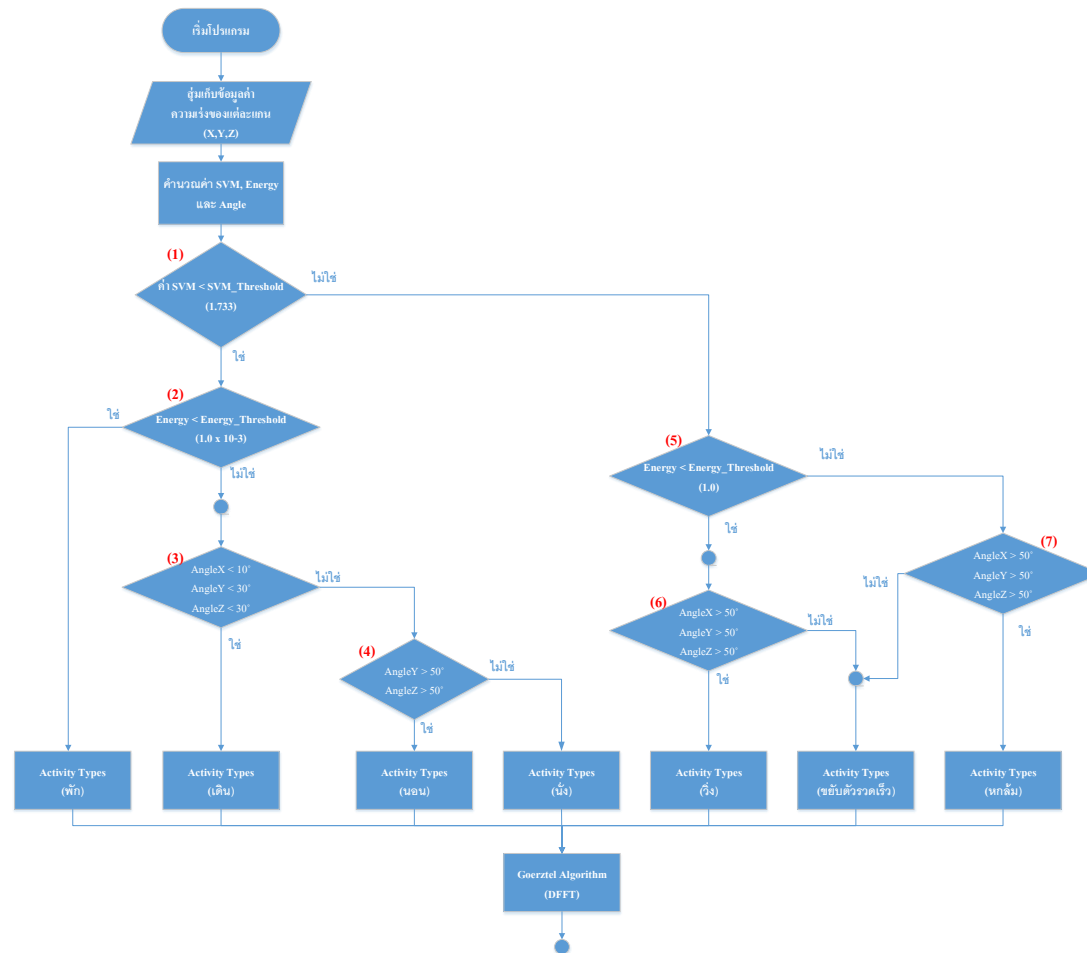 เริ่มโปรแกรม
สุ่มเก็บข้อมูลค่า
ความเร่งของแต่ละแกน
(X,Y,Z)
คำนวณค่า SVM, Energy
และ Angle
(1)
ค่า SVM < SVM_Threshold
(1.733)
ไม่ใช่
ใช่
(2)
Energy < Energy_Threshold
(1.0 x 10-3)
ใช่
ไม่ใช่
(5)
Energy < Energy_Threshold
(1.0)
ไม่ใช่
ใช่
(3)
AngleX < 10˚
AngleY < 30˚
AngleZ < 30˚
ไม่ใช่
ใช่
(7)
AngleX > 50˚
AngleY > 50˚
AngleZ > 50˚
ไม่ใช่
ใช่
(6)
AngleX > 50˚
AngleY > 50˚
AngleZ > 50˚
ไม่ใช่
ใช่
(4)
AngleY > 50˚
AngleZ > 50˚
ไม่ใช่
ใช่
Activity Types
(พัก)
Activity Types
(เดิน)
Activity Types
(นอน)
Activity Types
(นั่ง)
Activity Types
(วิ่ง)
Activity Types
(ขยับตัวรวดเร็ว)
Activity Types
(หกล้ม)
Goerztel Algorithm
(DFFT)